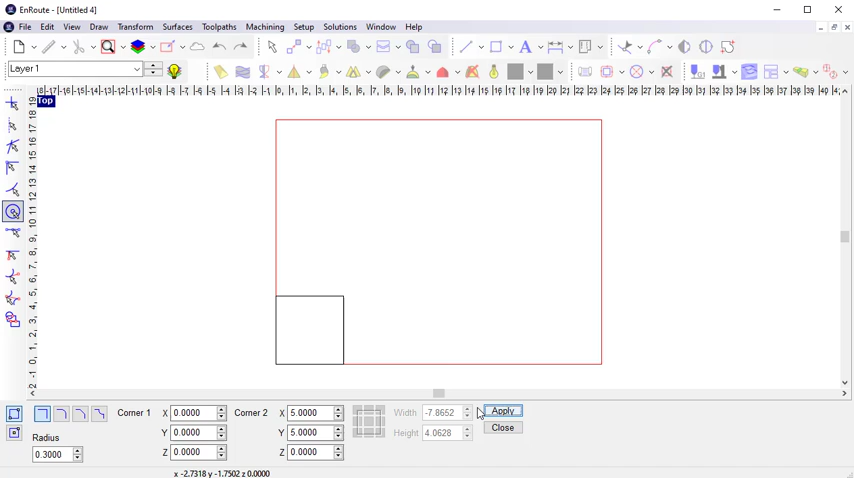 EnRoute - [Untitled 4]
File Edit View Draw Transform Surfaces Toolpaths Machining Setup Solutions Window Help
Layer 1
Top
Corner 1 X 0.0000 Corner 2 X 5.0000 Width -7.8652 Apply
Y 0.0000 Y 5.0000 Height 4.0628 Close
Radius
0.3000 Z 0.0000 Z 0.0000
x -2.7318 y -1.7502 z 0.0000